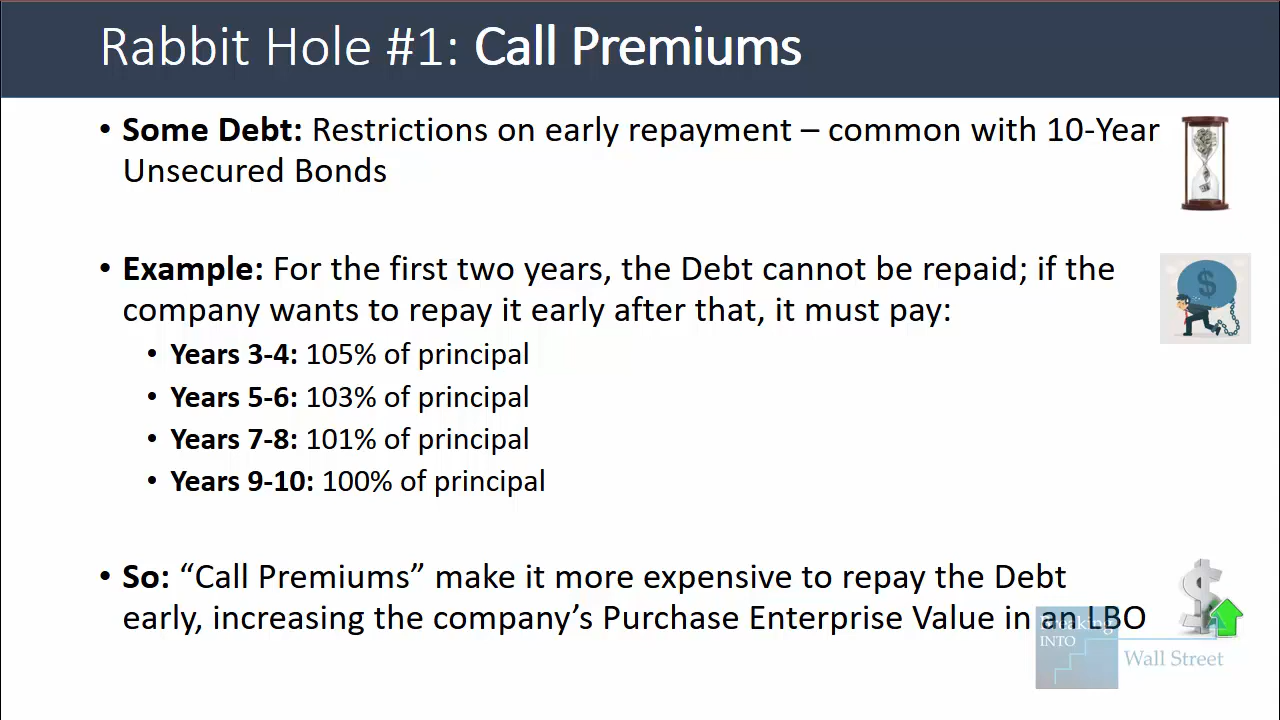 Rabbit Hole #1: Call Premiums
• Some Debt: Restrictions on early repayment – common with 10-Year
Unsecured Bonds
• Example: For the first two years, the Debt cannot be repaid; if the
company wants to repay it early after that, it must pay:
• Years 3-4: 105% of principal
• Years 5-6: 103% of principal
• Years 7-8: 101% of principal
• Years 9-10: 100% of principal
• So: “Call Premiums” make it more expensive to repay the Debt
early, increasing the company’s Purchase Enterprise Value in an LBO
Breaking
INTO
Wall Street